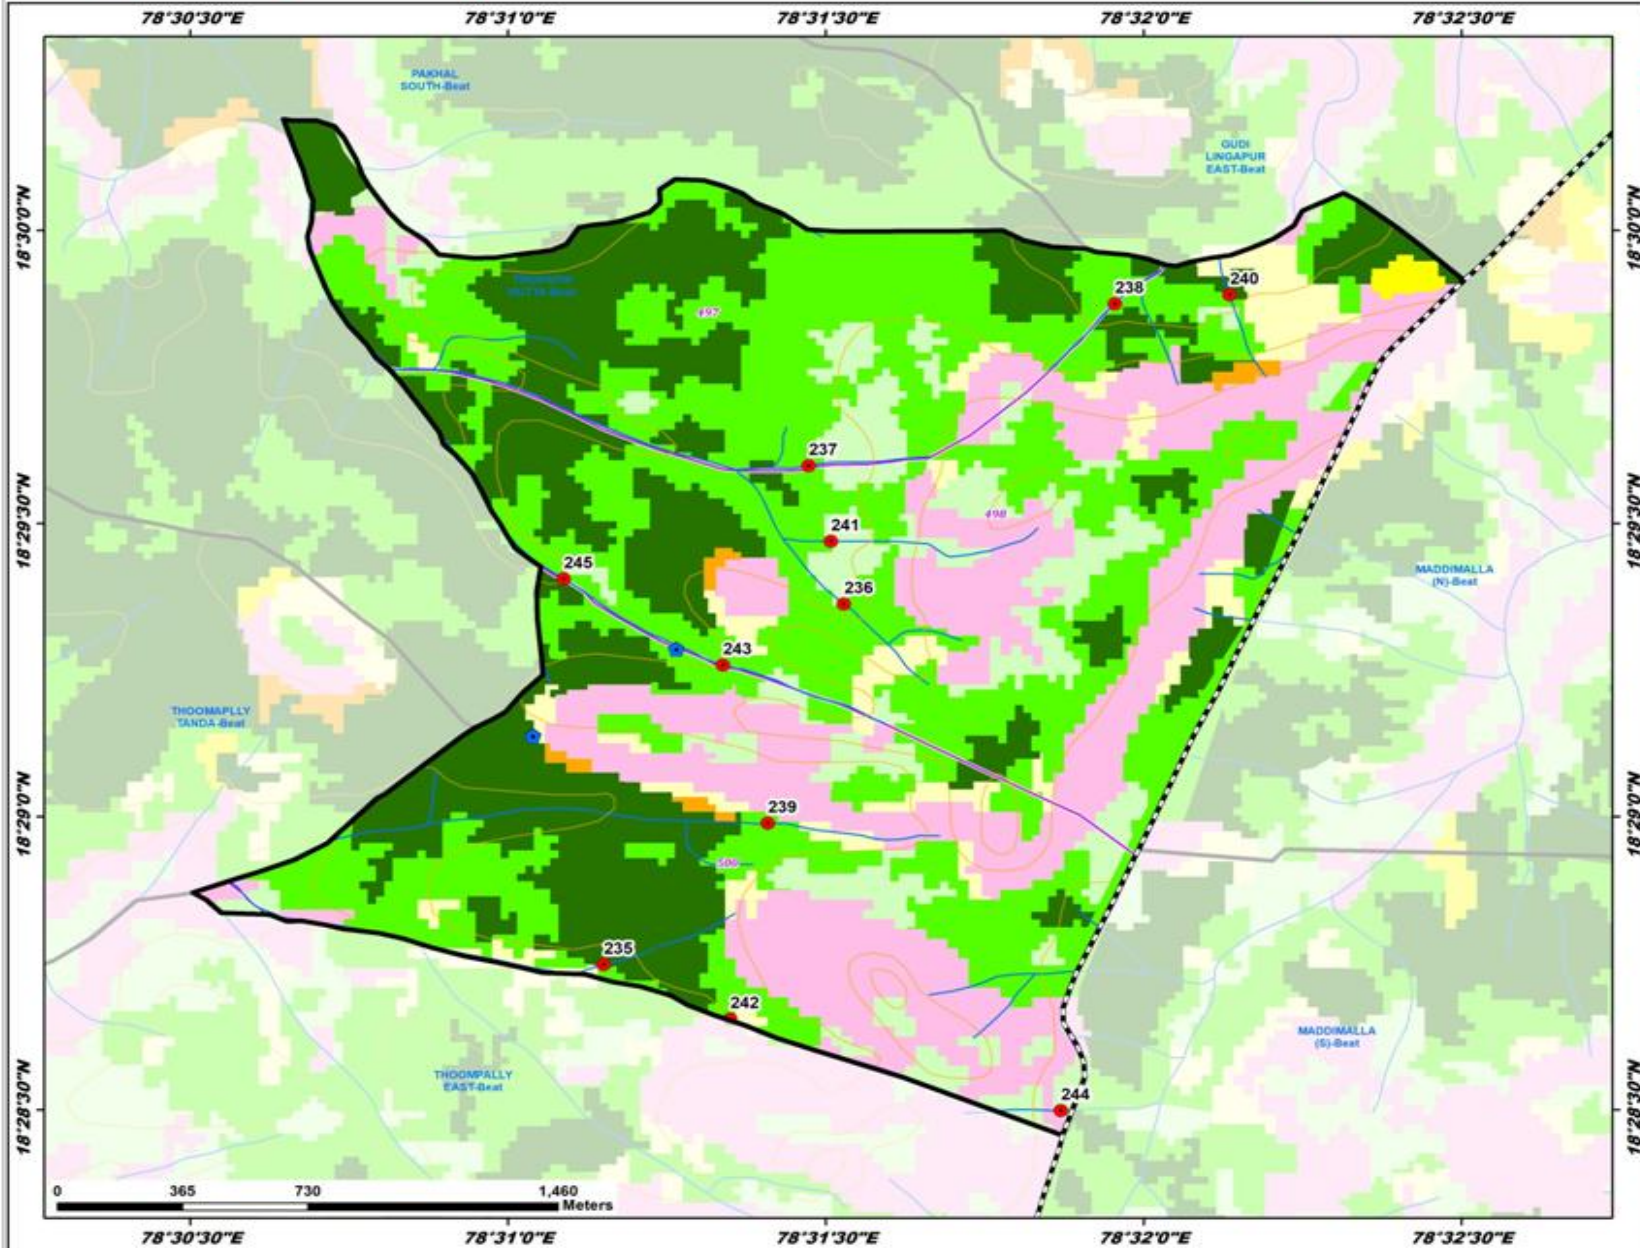 78°30'30"E 78°31'0"E 78°31'30"E 78°32'0"E 78°32'30"E
PAKHAL
SOUTH-Beat
GUDI
LINGAPUR
EAST-Beat
18°30'0"N 18°30'0"N
240
238
497
237
498
18°29'30"N 18°29'30"N
241
245
236
MADDIMALLA
(N)-Beat
243
THOOMAPLLY
TANDA-Beat
18°29'0"N 18°29'0"N
239
506
235
242
MADDIMALLA
(S)-Beat
THOOMPALLY
EAST-Beat
244
18°28'30"N 18°28'30"N
0 365 730 1,460
Meters
78°30'30"E 78°31'0"E 78°31'30"E 78°32'0"E 78°32'30"E